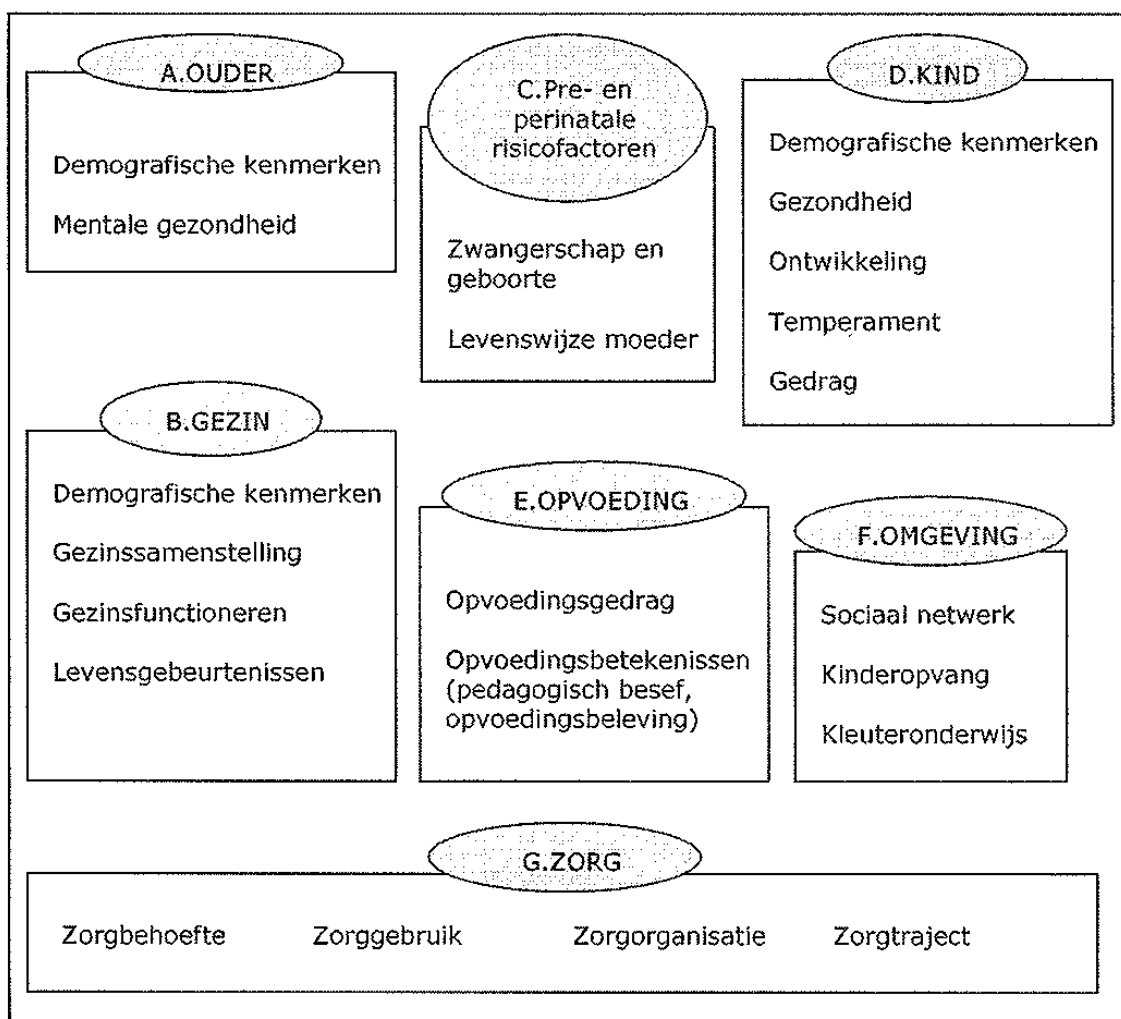 A.OUDER
Demografische kenmerken
Mentale gezondheid
B.GEZIN
Demografische kenmerken
Gezinssamenstelling
Gezinsfunctioneren
Levensgebeurtenissen
C.Pre- en
perinatale
risicofactoren
Zwangerschap en
geboorte
Levenswijze moeder
D.KIND
Demografische kenmerken
Gezondheid
Ontwikkeling
Temperament
Gedrag
E.OPVOEDING
Opvoedingsgedrag
Opvoedingsbetekenissen
(pedagogisch besef,
opvoedingsbeleving)
F.OMGEVING
Sociaal netwerk
Kinderopvang
Kleuteronderwijs
G.ZORG
Zorgbehoefte Zorggebruik Zorgorganisatie Zorgtraject